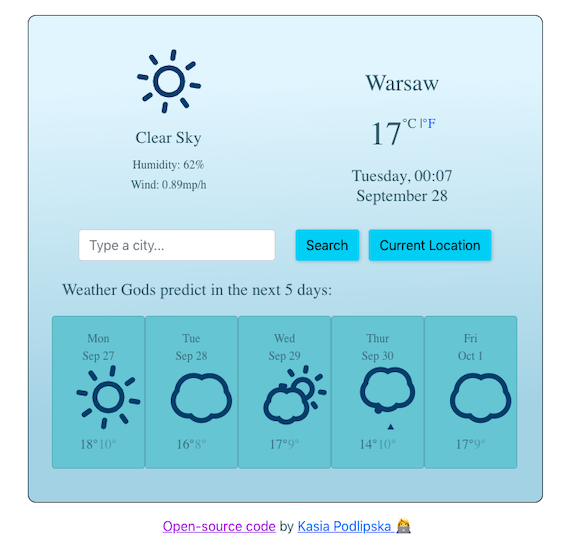 Clear Sky
Humidity: 62%
Wind: 0.89mp/h
Warsaw
17°C |°F
Tuesday, 00:07
September 28
Type a city...
Search
Current Location
Weather Gods predict in the next 5 days:
Mon
Sep 27
18°10°
Tue
Sep 28
16°8°
Wed
Sep 29
17°9°
Thur
Sep 30
14°10°
Fri
Oct 1
17°9°
Open-source code by Kasia Podlipska 👩‍💻